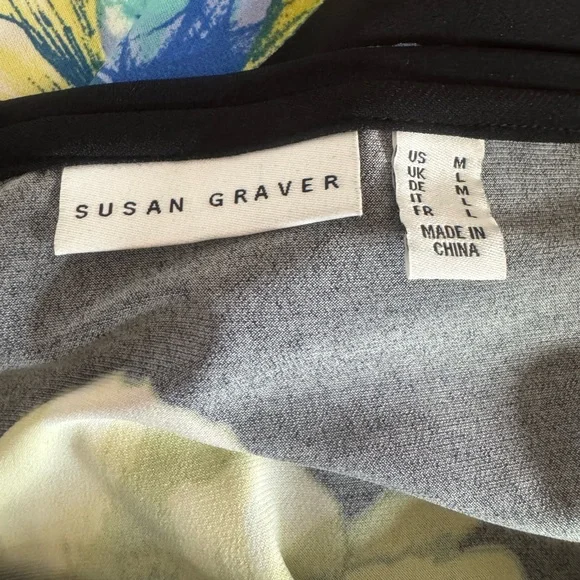 SUSAN GRAVER
US M
UK L
DE M
IT L
FR L
MADE IN
CHINA